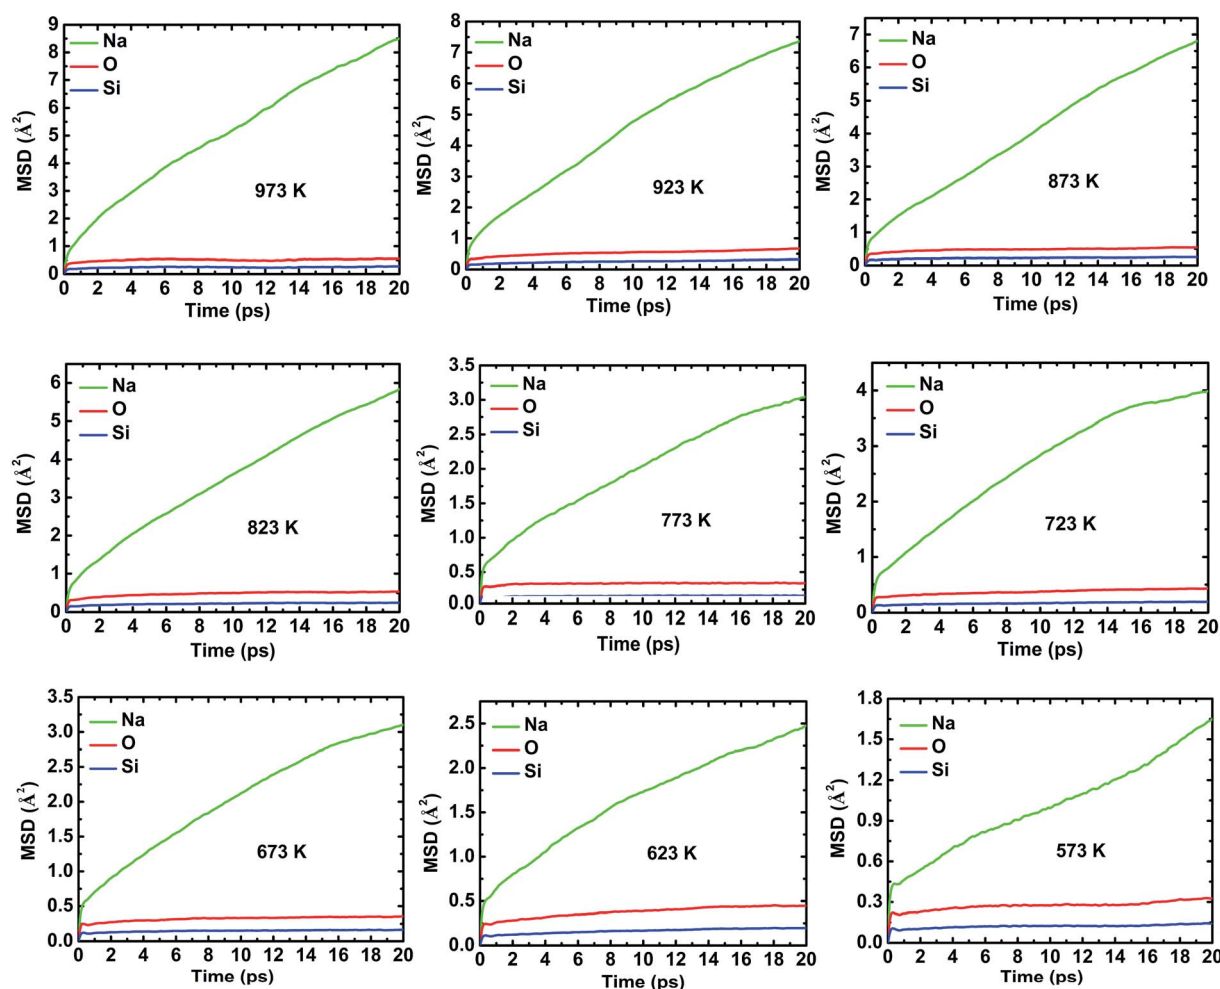 9
8
7
6
5
4
3
2
1
0
MSD (Å²)
Na
O
Si
973 K
0 2 4 6 8 10 12 14 16 18 20
Time (ps)
8
7
6
5
4
3
2
1
0
MSD (Å²)
Na
O
Si
923 K
0 2 4 6 8 10 12 14 16 18 20
Time (ps)
7
6
5
4
3
2
1
0
MSD (Å²)
Na
O
Si
873 K
0 2 4 6 8 10 12 14 16 18 20
Time (ps)
6
5
4
3
2
1
0
MSD (Å²)
Na
O
Si
823 K
0 2 4 6 8 10 12 14 16 18 20
Time (ps)
3.5
3.0
2.5
2.0
1.5
1.0
0.5
0.0
MSD (Å²)
Na
O
Si
773 K
0 2 4 6 8 10 12 14 16 18 20
Time (ps)
4
3
2
1
0
MSD (Å²)
Na
O
Si
723 K
0 2 4 6 8 10 12 14 16 18 20
Time (ps)
3.5
3.0
2.5
2.0
1.5
1.0
0.5
0.0
MSD (Å²)
Na
O
Si
673 K
0 2 4 6 8 10 12 14 16 18 20
Time (ps)
2.5
2.0
1.5
1.0
0.5
0.0
MSD (Å²)
Na
O
Si
623 K
0 2 4 6 8 10 12 14 16 18 20
Time (ps)
1.8
1.5
1.2
0.9
0.6
0.3
0.0
MSD (Å²)
Na
O
Si
573 K
0 2 4 6 8 10 12 14 16 18 20
Time (ps)